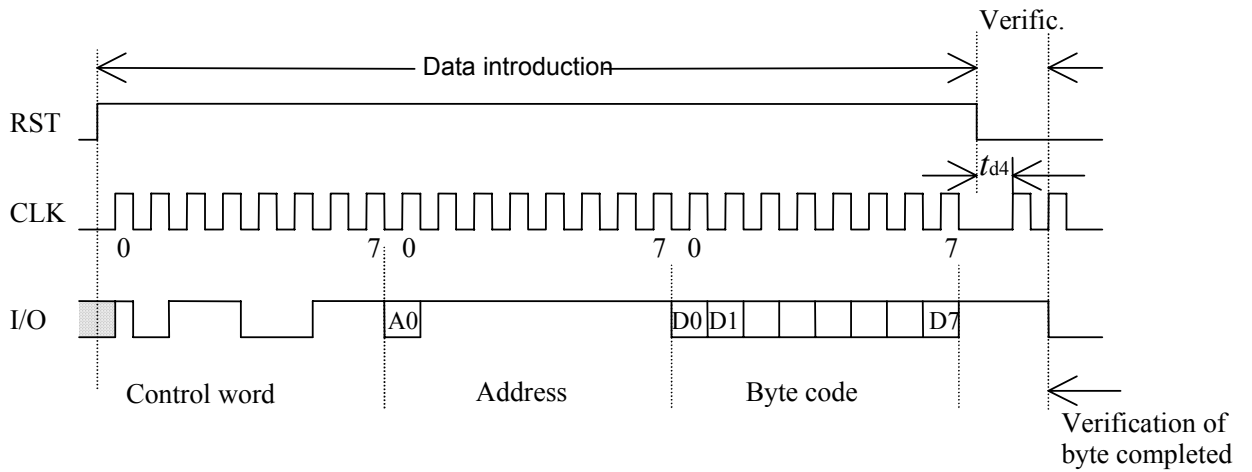 Verific.
Data introduction
RST
td4
CLK
0 7 0 7 0 7
I/O
A0 D0 D1 D7
Control word Address Byte code
Verification of
byte completed